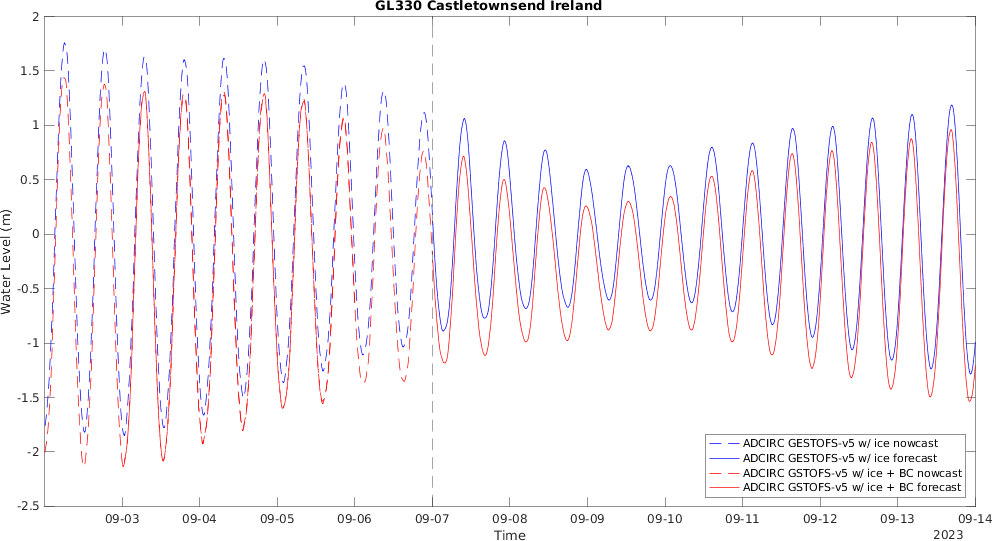 GL330 Castletownsend Ireland
2
1.5
1
0.5
0
-0.5
-1
-1.5
-2
-2.5
Water Level (m)
ADCIRC GESTOFS-v5 w/ ice nowcast
ADCIRC GESTOFS-v5 w/ ice forecast
ADCIRC GSTOFS-v5 w/ ice + BC nowcast
ADCIRC GSTOFS-v5 w/ ice + BC forecast
09-03 09-04 09-05 09-06 09-07 09-08 09-09 09-10 09-11 09-12 09-13 09-14
Time
2023